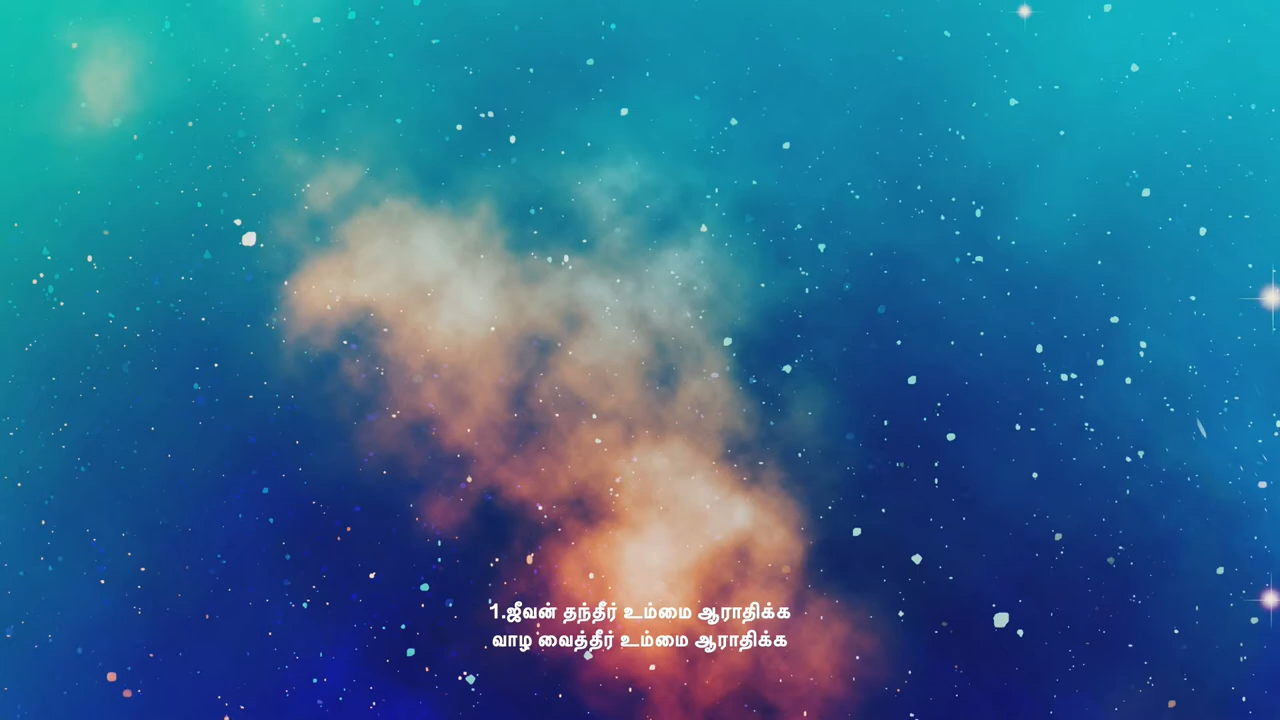 1.ஜீவன் தந்தீர் உம்மை ஆராதிக்க
வாழ வைத்தீர் உம்மை ஆராதிக்க